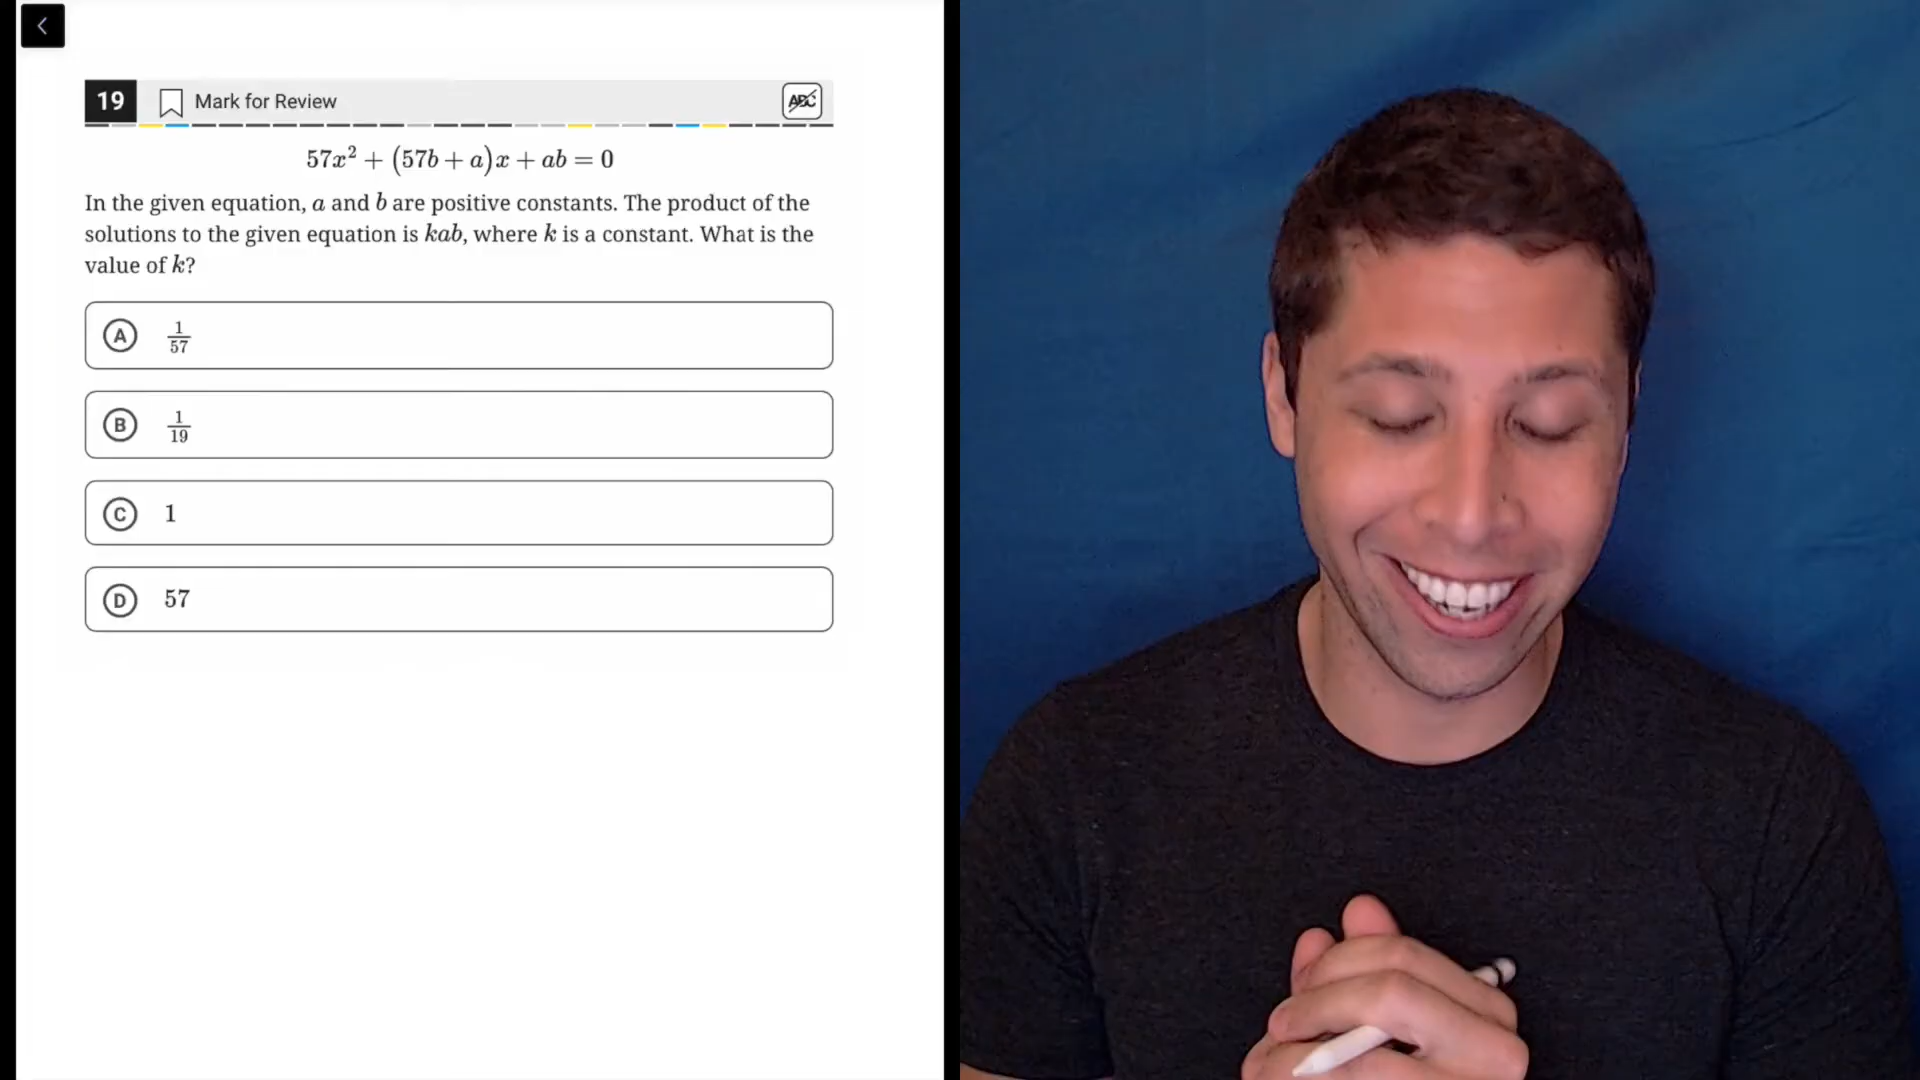 19 Mark for Review ABC
57x² + (57b + a)x + ab = 0
In the given equation, a and b are positive constants. The product of the
solutions to the given equation is kab, where k is a constant. What is the
value of k?
A 1/57
B 1/19
C 1
D 57